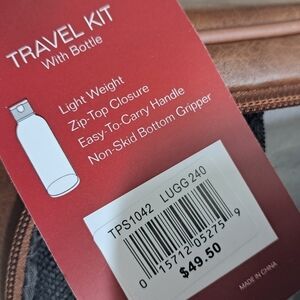 TRAVEL KIT
With Bottle
Light Weight
Zip-Top Closure
Easy-To-Carry Handle
Non-Skid Bottom Gripper
TPS1042 LUGG 240
0 15712 05275 9
$49.50
MADE IN CHINA